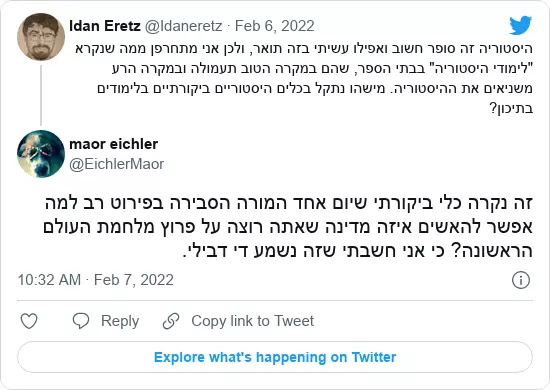 Idan Eretz @Idaneretz · Feb 6, 2022
היסטוריה זה סופר חשוב ואפילו עשיתי בזה תואר, ולכן אני מתחרפן ממה שנקרא
"לימודי היסטוריה" בבתי הספר, שהם במקרה הטוב תעמולה ובמקרה הרע
משניאים את ההיסטוריה. מישהו נתקל בכלים היסטוריים ביקורתיים בלימודים
בתיכון?
maor eichler
@EichlerMaor
זה נקרה כלי ביקורתי שיום אחד המורה הסבירה בפירוט רב למה
אפשר להאשים איזה מדינה שאתה רוצה על פרוץ מלחמת העולם
הראשונה? כי אני חשבתי שזה נשמע די דבילי.
10:32 AM · Feb 7, 2022
Reply
Copy link to Tweet
Explore what's happening on Twitter